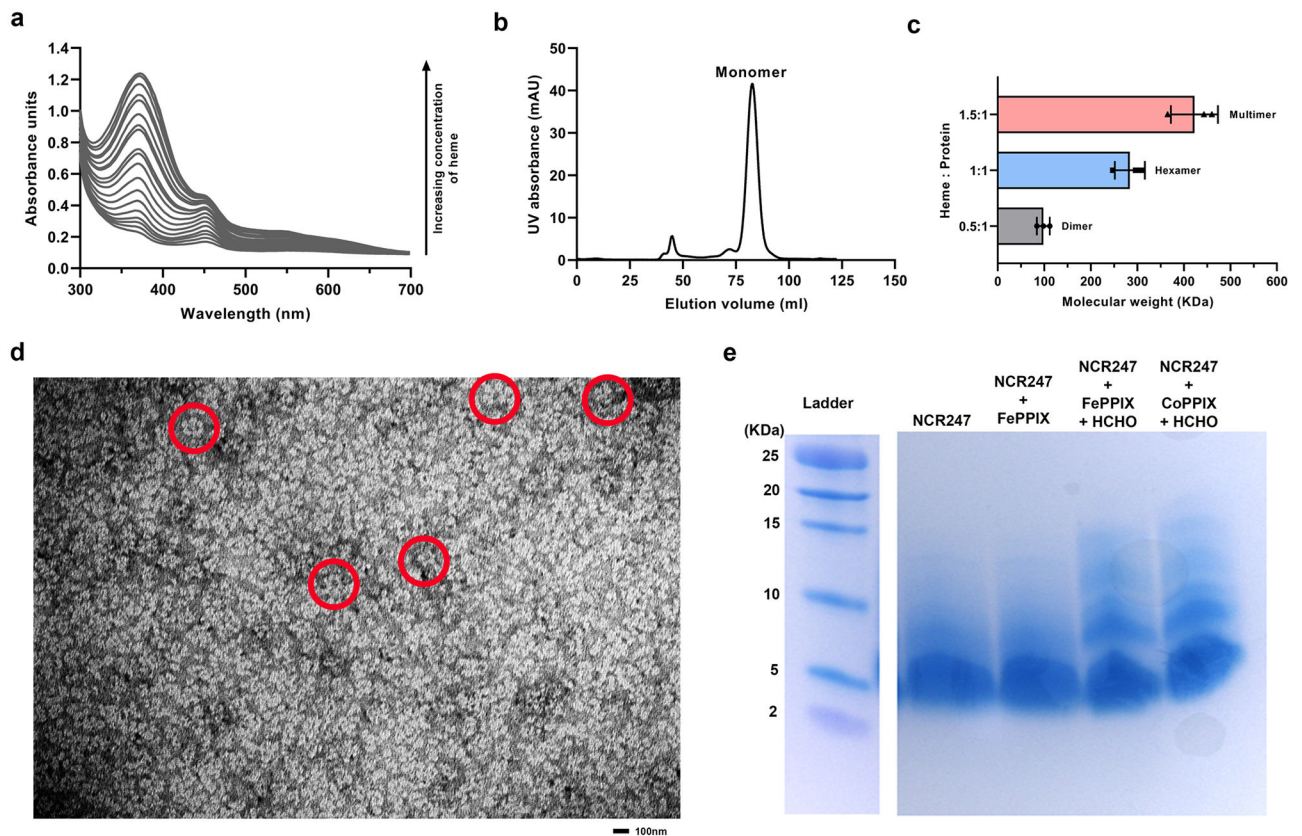 a
1.4
1.2
1.0
0.8
0.6
0.4
0.2
0.0
300
400
500
600
700
Absorbance units
Wavelength (nm)
Increasing concentration
of heme
b
50
40
30
20
10
0
0
25
50
75
100
125
150
UV absorbance (mAU)
Elution volume (ml)
Monomer
c
Heme : Protein
1.5:1
1:1
0.5:1
Multimer
Hexamer
Dimer
0
100
200
300
400
500
600
Molecular weight (KDa)
d
100nm
e
Ladder
(KDa)
25
20
15
10
5
2
NCR247
NCR247
+
FePPIX
NCR247
+
FePPIX
+ HCHO
NCR247
+
CoPPIX
+ HCHO